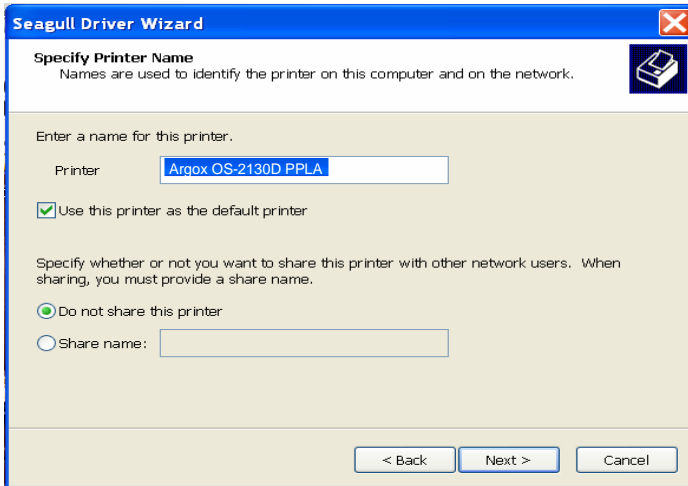 Seagull Driver Wizard
Specify Printer Name
Names are used to identify the printer on this computer and on the network.
Enter a name for this printer.
Printer
Argox OS-2130D PPLA
Use this printer as the default printer
Specify whether or not you want to share this printer with other network users. When
sharing, you must provide a share name.
Do not share this printer
Share name:
< Back
Next >
Cancel